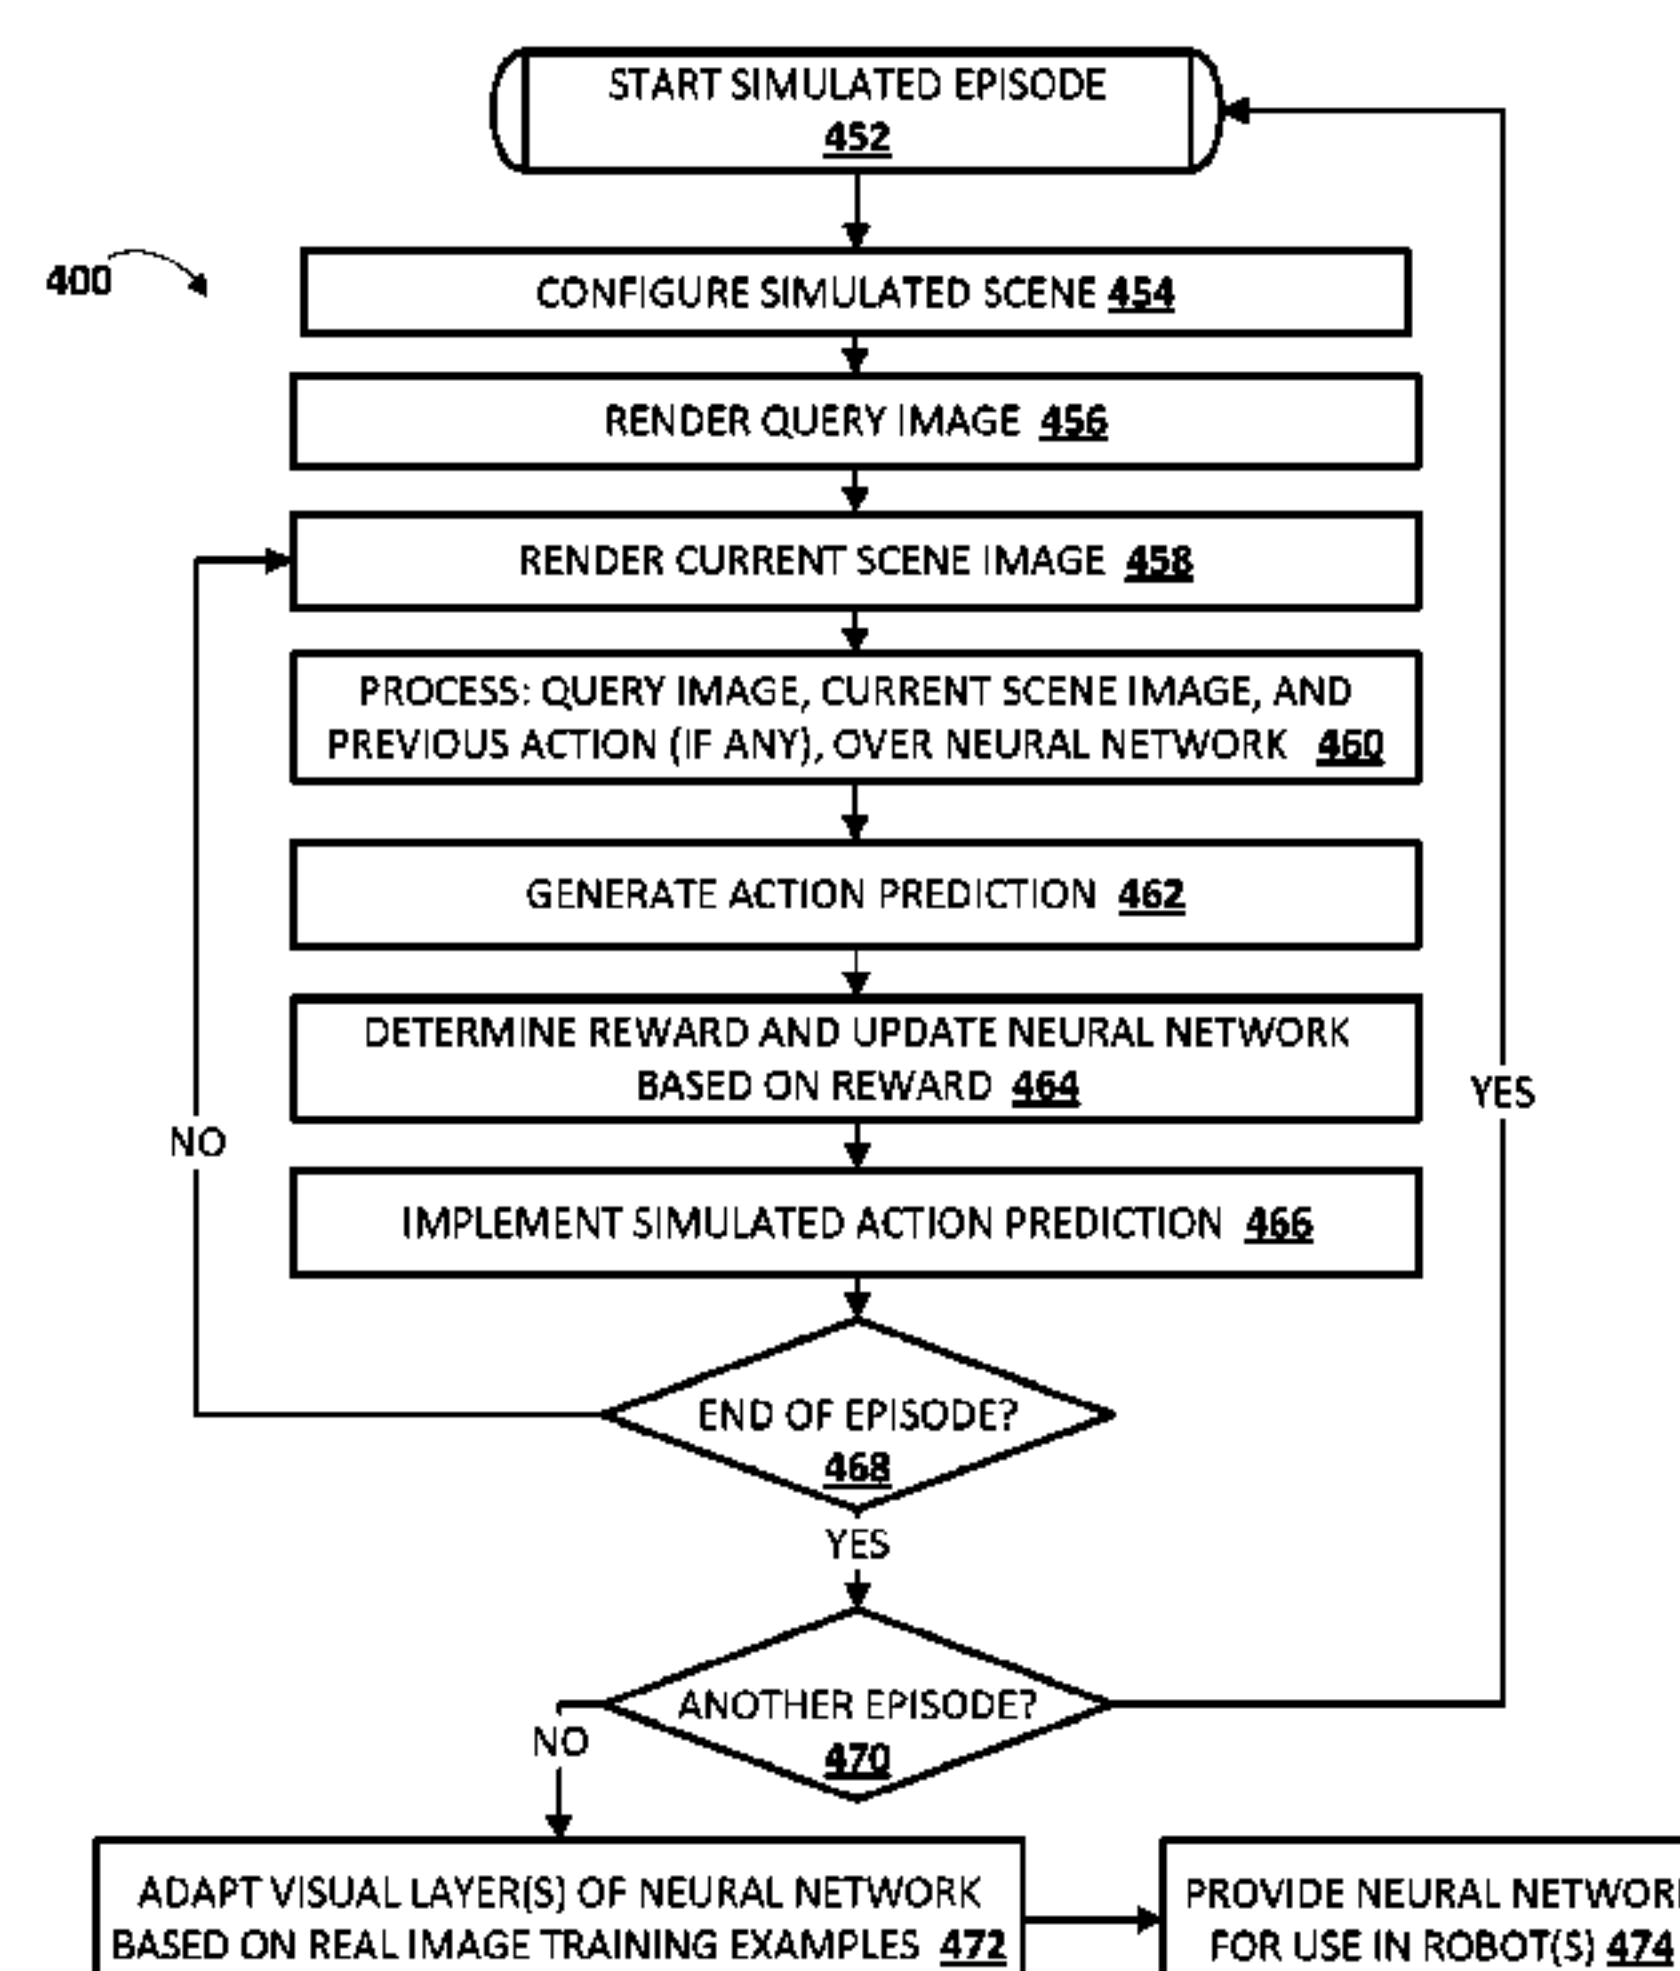 START SIMULATED EPISODE
452
400
CONFIGURE SIMULATED SCENE 454
RENDER QUERY IMAGE 456
RENDER CURRENT SCENE IMAGE 458
PROCESS: QUERY IMAGE, CURRENT SCENE IMAGE, AND
PREVIOUS ACTION (IF ANY), OVER NEURAL NETWORK 460
GENERATE ACTION PREDICTION 462
DETERMINE REWARD AND UPDATE NEURAL NETWORK
BASED ON REWARD 464
YES
NO
IMPLEMENT SIMULATED ACTION PREDICTION 466
END OF EPISODE?
468
YES
ANOTHER EPISODE?
470
NO
ADAPT VISUAL LAYER(S) OF NEURAL NETWORK
BASED ON REAL IMAGE TRAINING EXAMPLES 472
PROVIDE NEURAL NETWORK
FOR USE IN ROBOT(S) 474